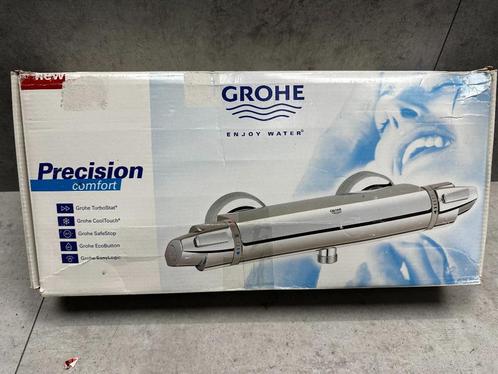 new
GROHE
ENJOY WATER®
Precision
comfort
Grohe TurboStat®
Grohe CoolTouch®
Grohe SafeStop
Grohe EcoButton
Grohe EasyLogic
GROHE